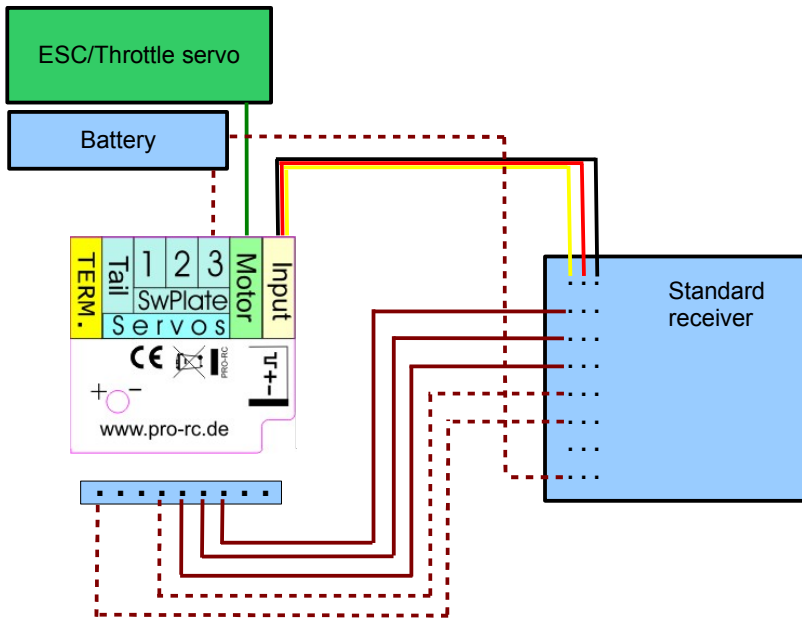 ESC/Throttle servo
Battery
TERM.
Tail
1 2 3
SwPlate
Servos
Motor
Input
Standard
receiver
CE
PRO-RC
+ −
+ −
www.pro-rc.de